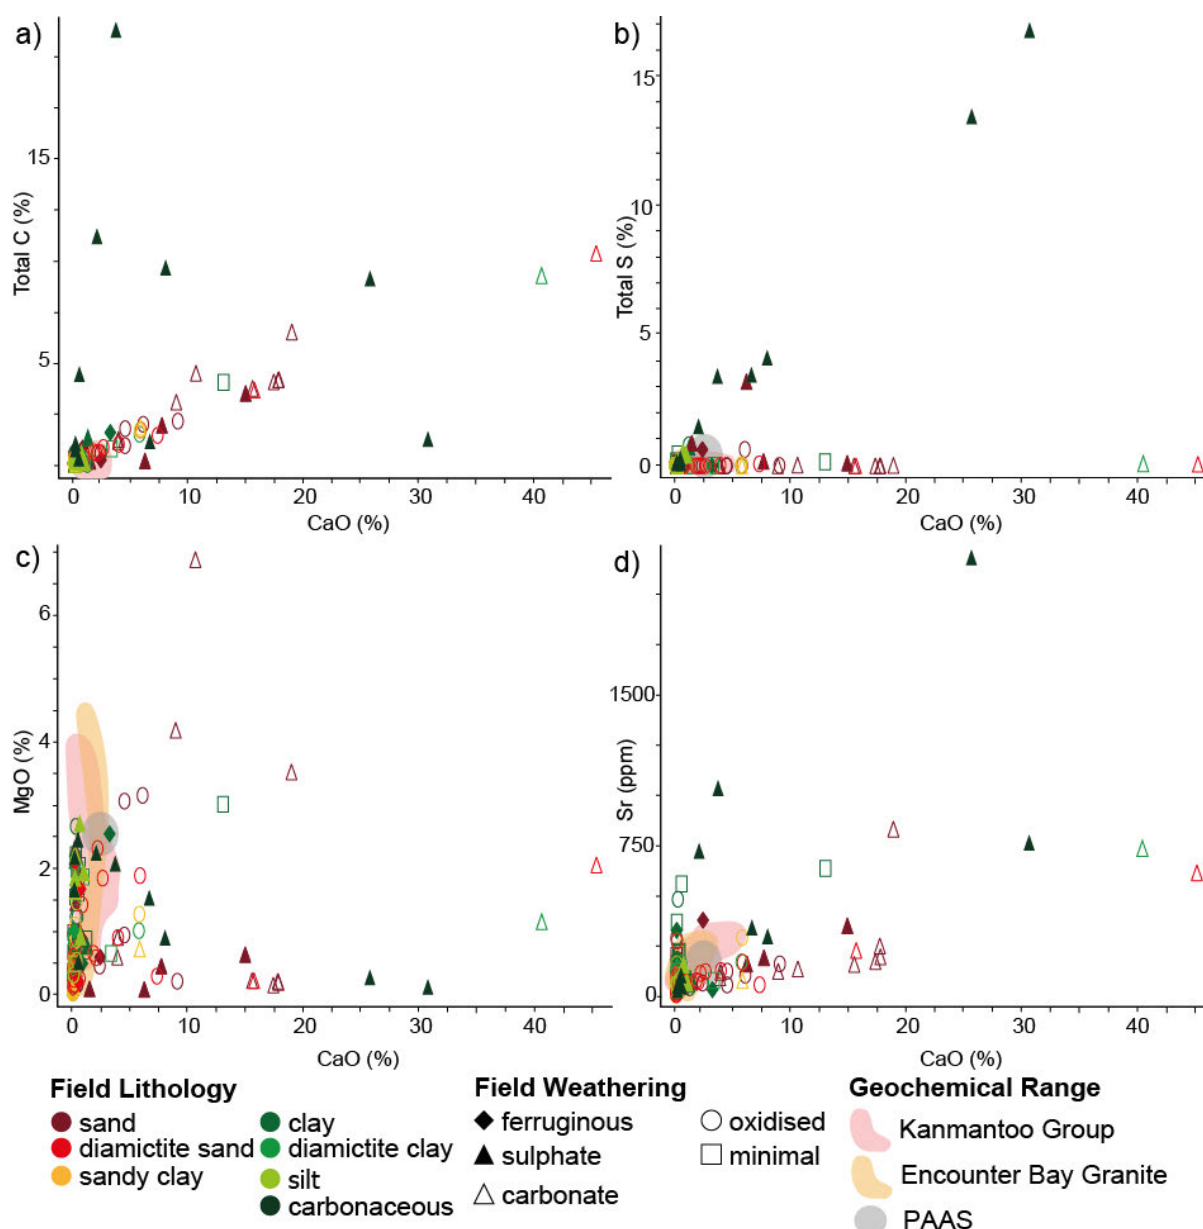 a)
15
5
Total C (%)
0
10
20
30
40
CaO (%)
b)
15
10
5
0
Total S (%)
0
10
20
30
40
CaO (%)
c)
6
4
2
0
MgO (%)
0
10
20
30
40
CaO (%)
d)
1500
750
0
Sr (ppm)
0
10
20
30
40
CaO (%)
Field Lithology
sand
diamictite sand
sandy clay
clay
diamictite clay
silt
carbonaceous
Field Weathering
ferruginous
sulphate
carbonate
oxidised
minimal
Geochemical Range
Kanmantoo Group
Encounter Bay Granite
PAAS